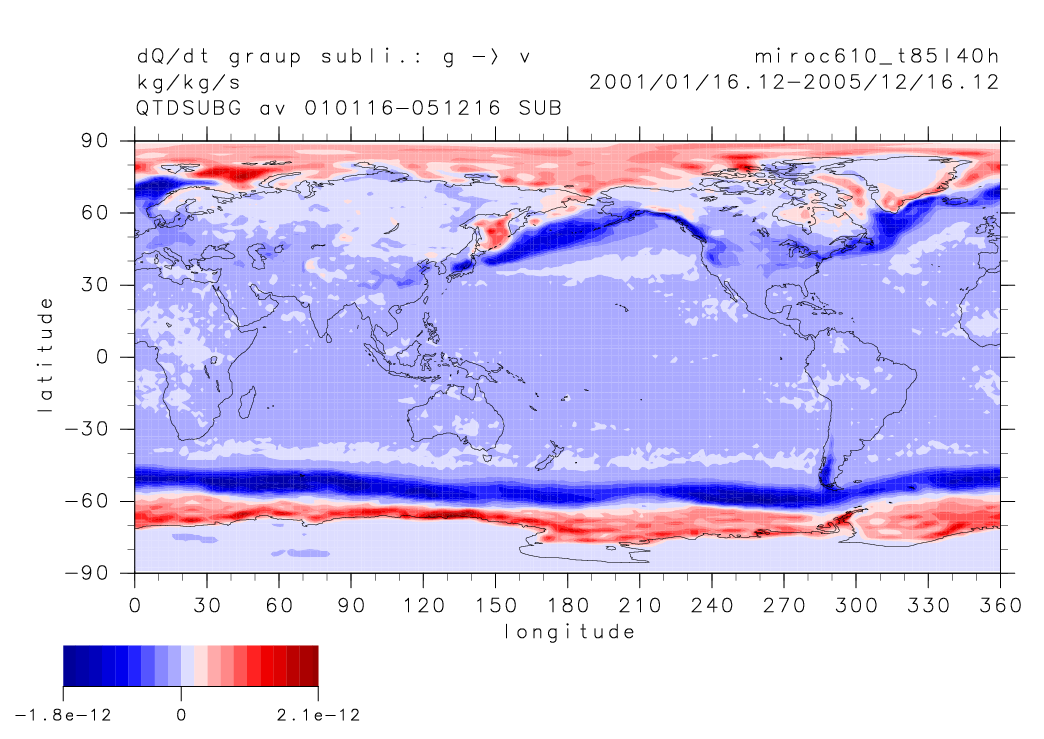 dQ/dt graup subli.: g -> v
miroc610_t85l40h
kg/kg/s
2001/01/16.12-2005/12/16.12
QTDSUBG av 010116-051216 SUB
90
60
30
0
-30
-60
-90
latitude
0 30 60 90 120 150 180 210 240 270 300 330 360
longitude
-1.8e-12 0 2.1e-12